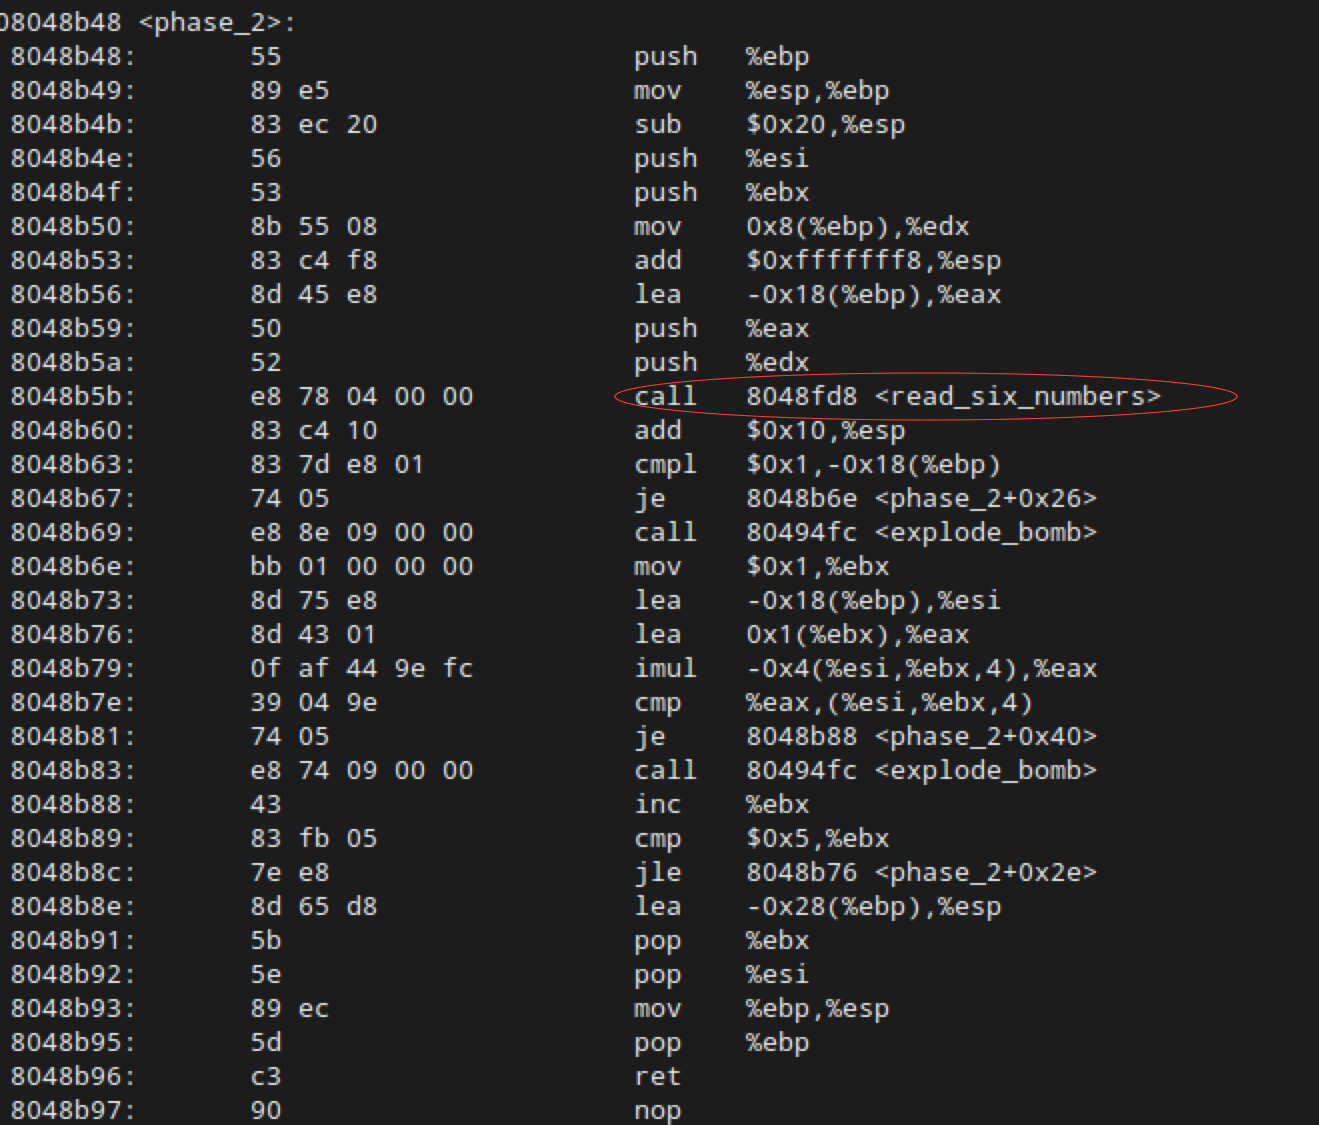 08048b48 <phase_2>:
8048b48: 55 push %ebp
8048b49: 89 e5 mov %esp,%ebp
8048b4b: 83 ec 20 sub $0x20,%esp
8048b4e: 56 push %esi
8048b4f: 53 push %ebx
8048b50: 8b 55 08 mov 0x8(%ebp),%edx
8048b53: 83 c4 f8 add $0xfffffff8,%esp
8048b56: 8d 45 e8 lea -0x18(%ebp),%eax
8048b59: 50 push %eax
8048b5a: 52 push %edx
8048b5b: e8 78 04 00 00 call 8048fd8 <read_six_numbers>
8048b60: 83 c4 10 add $0x10,%esp
8048b63: 83 7d e8 01 cmpl $0x1,-0x18(%ebp)
8048b67: 74 05 je 8048b6e <phase_2+0x26>
8048b69: e8 8e 09 00 00 call 80494fc <explode_bomb>
8048b6e: bb 01 00 00 00 mov $0x1,%ebx
8048b73: 8d 75 e8 lea -0x18(%ebp),%esi
8048b76: 8d 43 01 lea 0x1(%ebx),%eax
8048b79: 0f af 44 9e fc imul -0x4(%esi,%ebx,4),%eax
8048b7e: 39 04 9e cmp %eax,(%esi,%ebx,4)
8048b81: 74 05 je 8048b88 <phase_2+0x40>
8048b83: e8 74 09 00 00 call 80494fc <explode_bomb>
8048b88: 43 inc %ebx
8048b89: 83 fb 05 cmp $0x5,%ebx
8048b8c: 7e e8 jle 8048b76 <phase_2+0x2e>
8048b8e: 8d 65 d8 lea -0x28(%ebp),%esp
8048b91: 5b pop %ebx
8048b92: 5e pop %esi
8048b93: 89 ec mov %ebp,%esp
8048b95: 5d pop %ebp
8048b96: c3 ret
8048b97: 90 nop